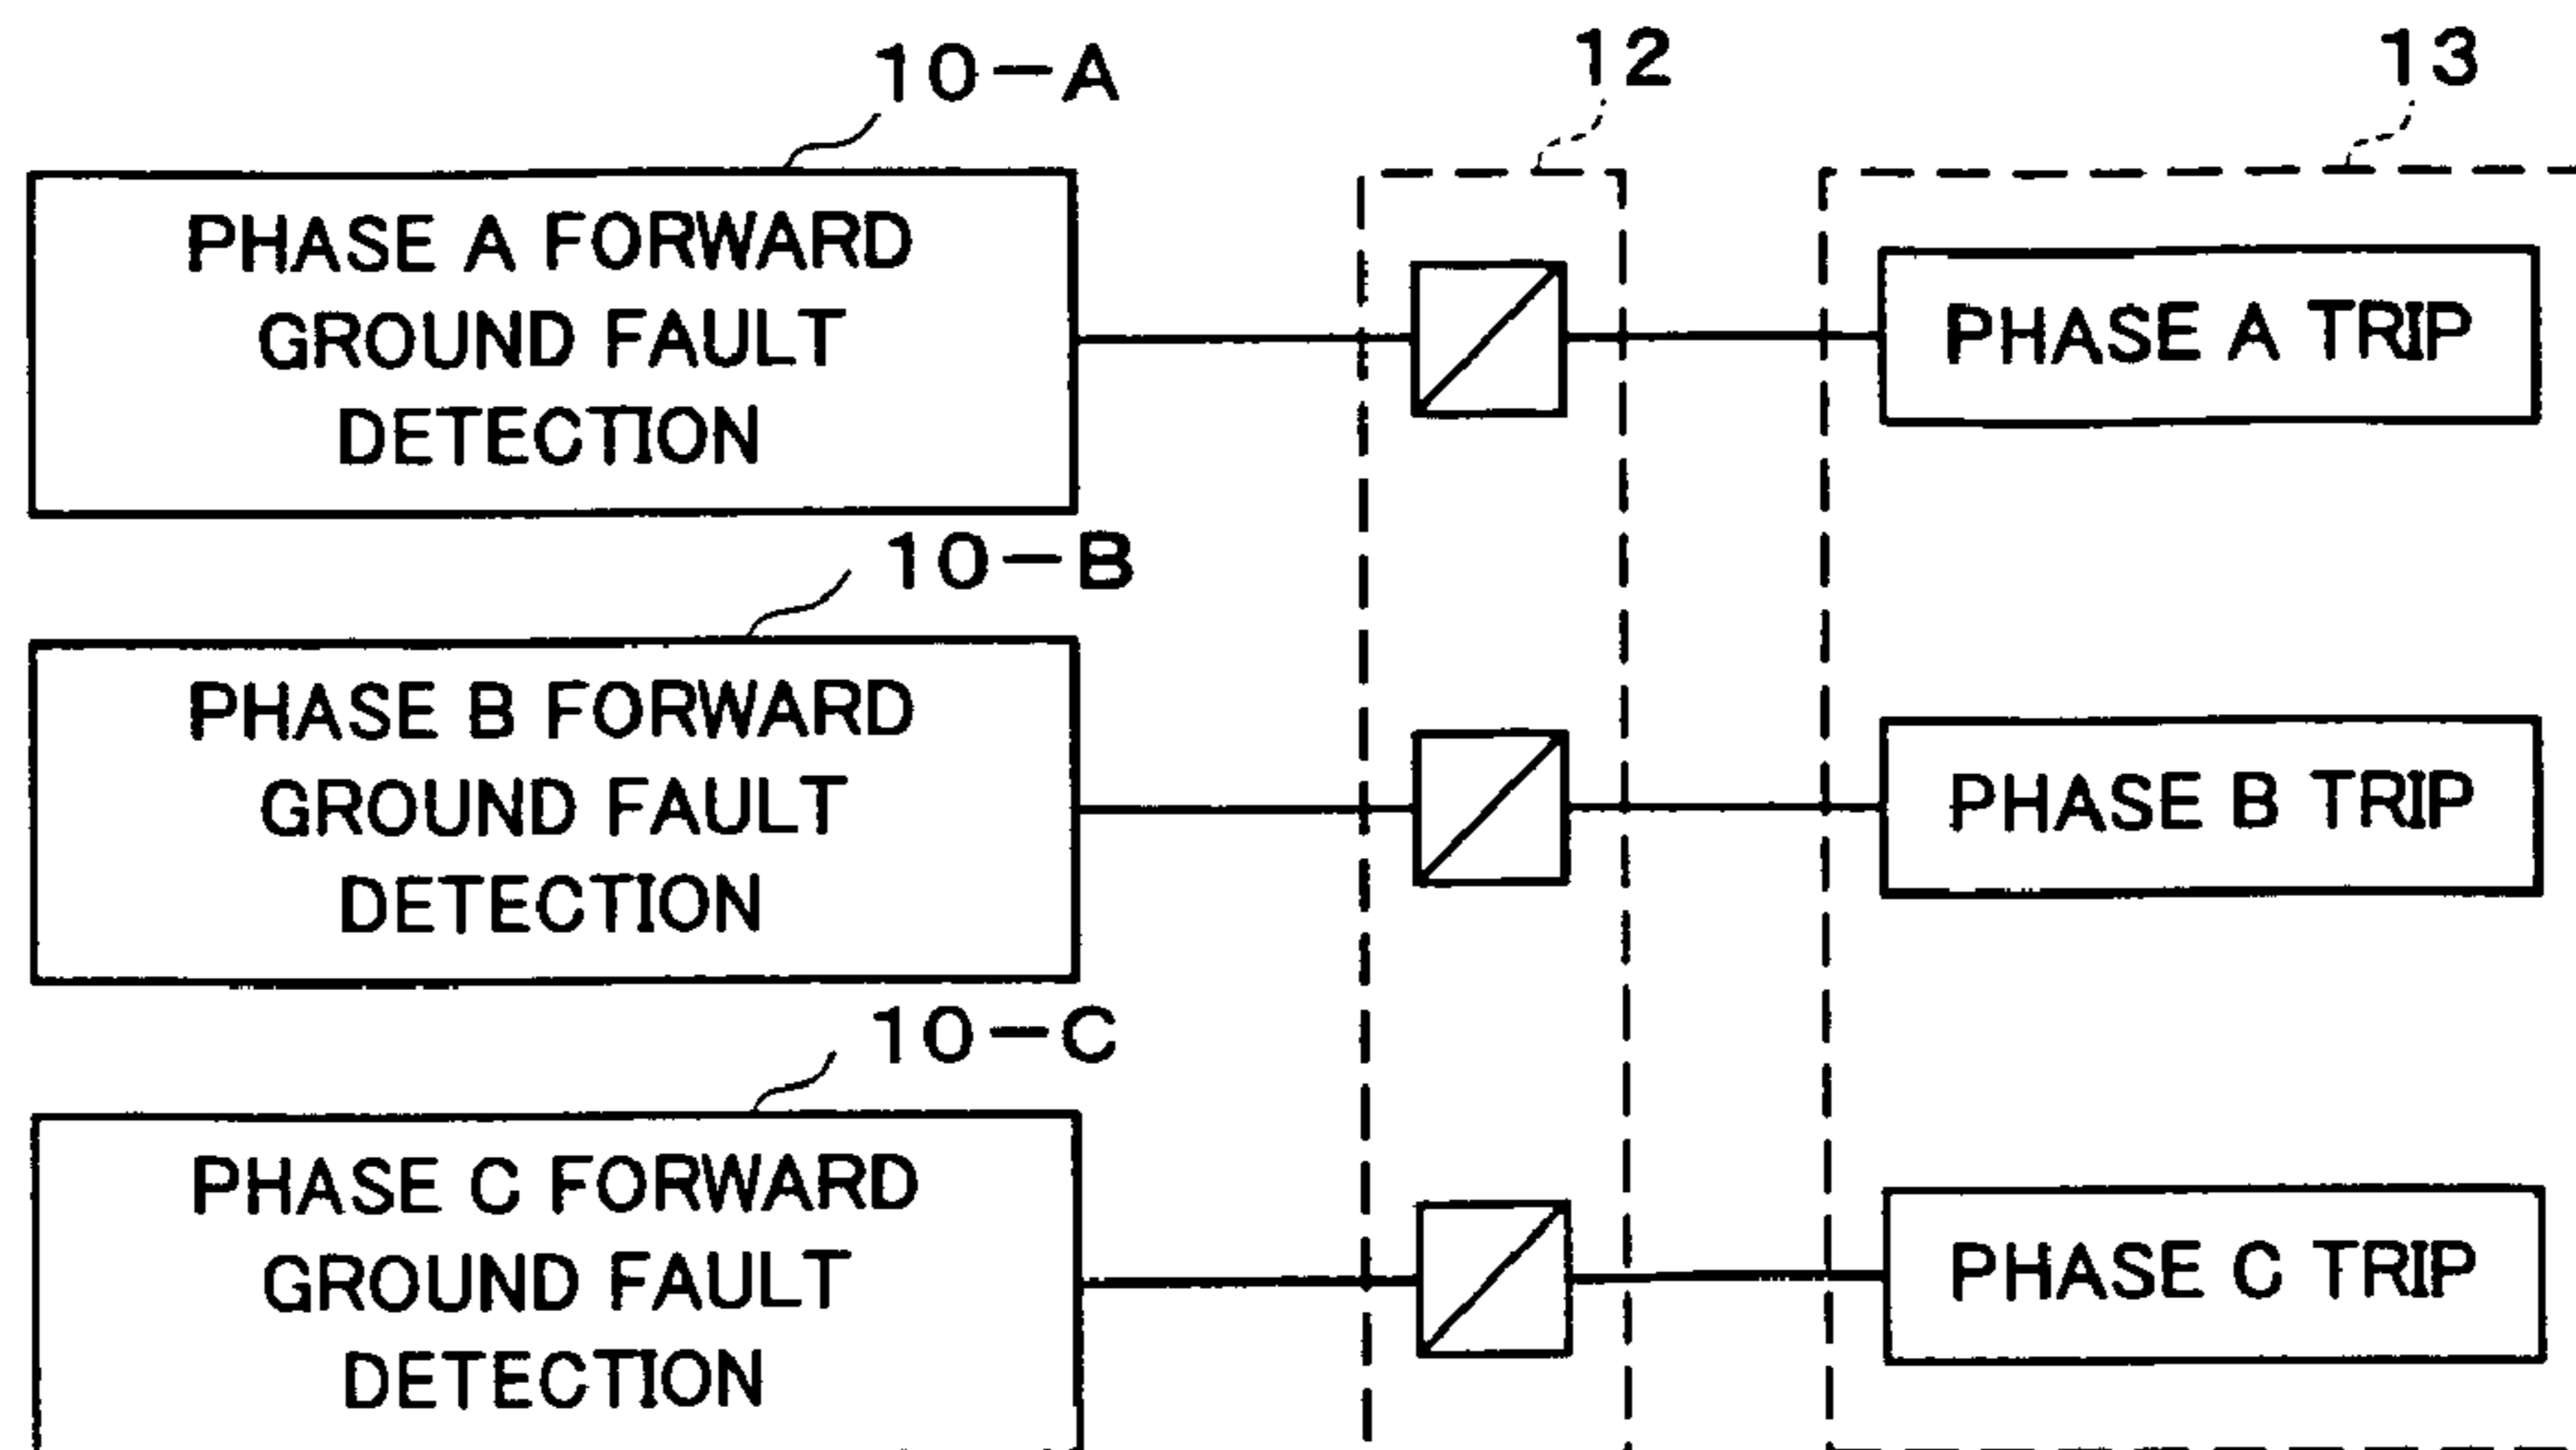 10-A
12
13
PHASE A FORWARD
GROUND FAULT
DETECTION
PHASE A TRIP
10-B
PHASE B FORWARD
GROUND FAULT
DETECTION
PHASE B TRIP
10-C
PHASE C FORWARD
GROUND FAULT
DETECTION
PHASE C TRIP